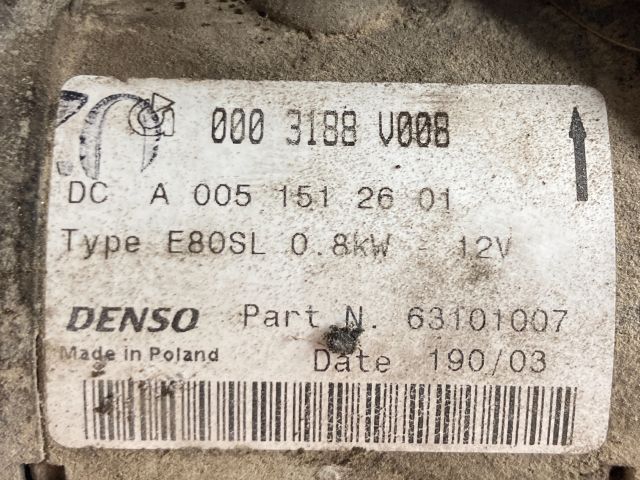 000 3188 V008
DC A 005 151 26 01
Type E80SL 0.8kW - 12V
DENSO Part N. 63101007
Made in Poland Date 190/03